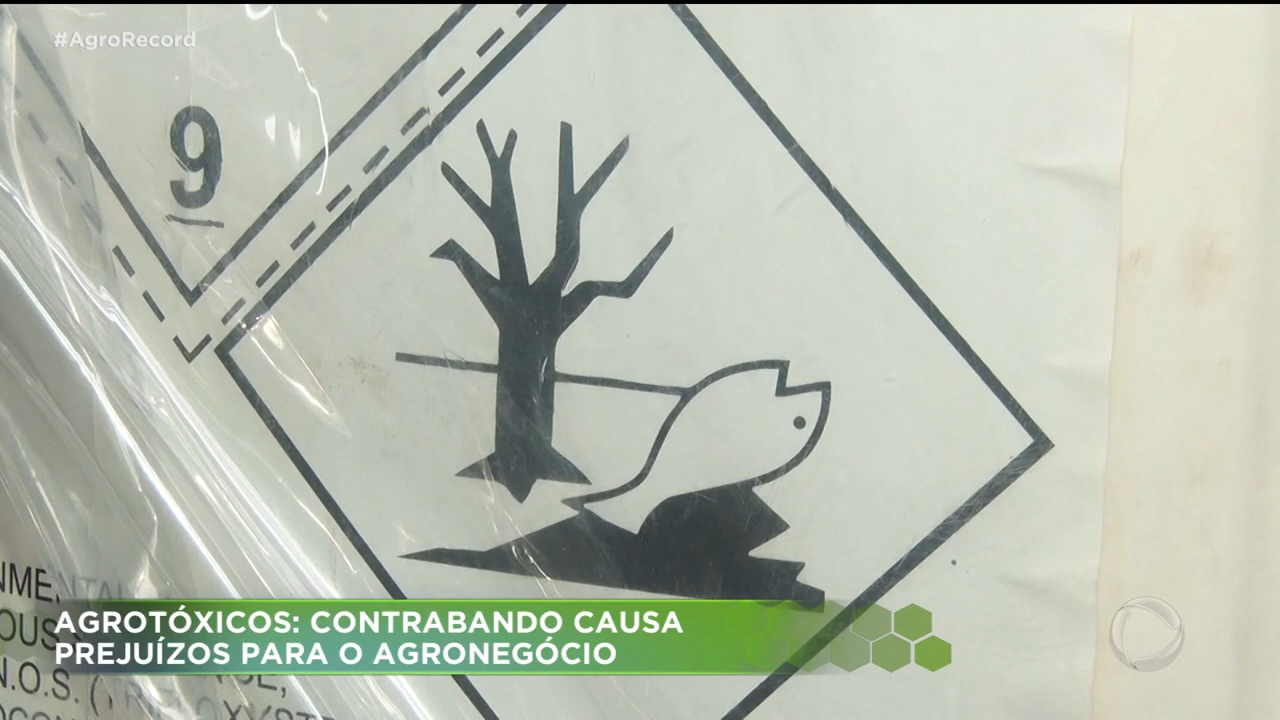 #AgroRecord
9
AGROTÓXICOS: CONTRABANDO CAUSA
PREJUÍZOS PARA O AGRONEGÓCIO
N.O.S.